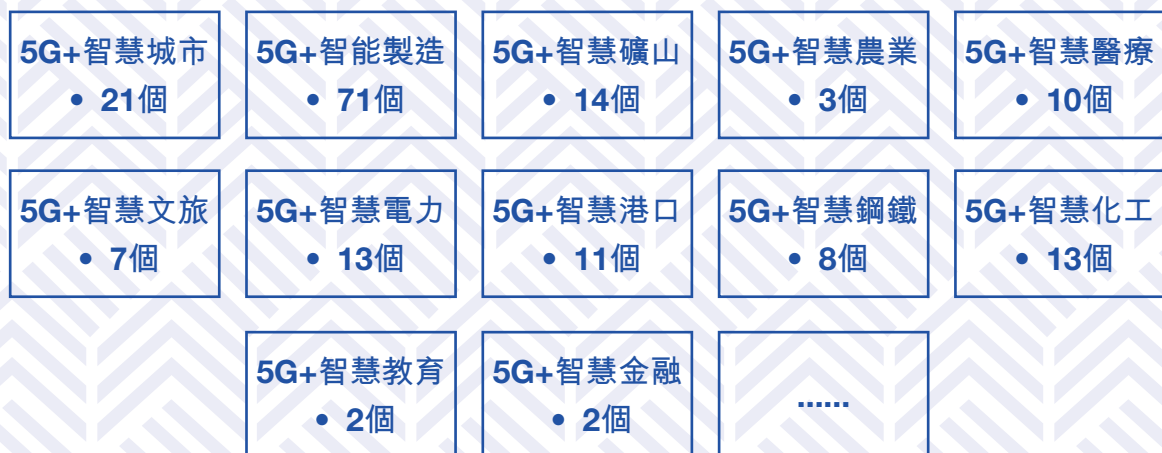 5G+智慧城市
• 21個
5G+智能製造
• 71個
5G+智慧礦山
• 14個
5G+智慧農業
• 3個
5G+智慧醫療
• 10個
5G+智慧文旅
• 7個
5G+智慧電力
• 13個
5G+智慧港口
• 11個
5G+智慧鋼鐵
• 8個
5G+智慧化工
• 13個
5G+智慧教育
• 2個
5G+智慧金融
• 2個
......